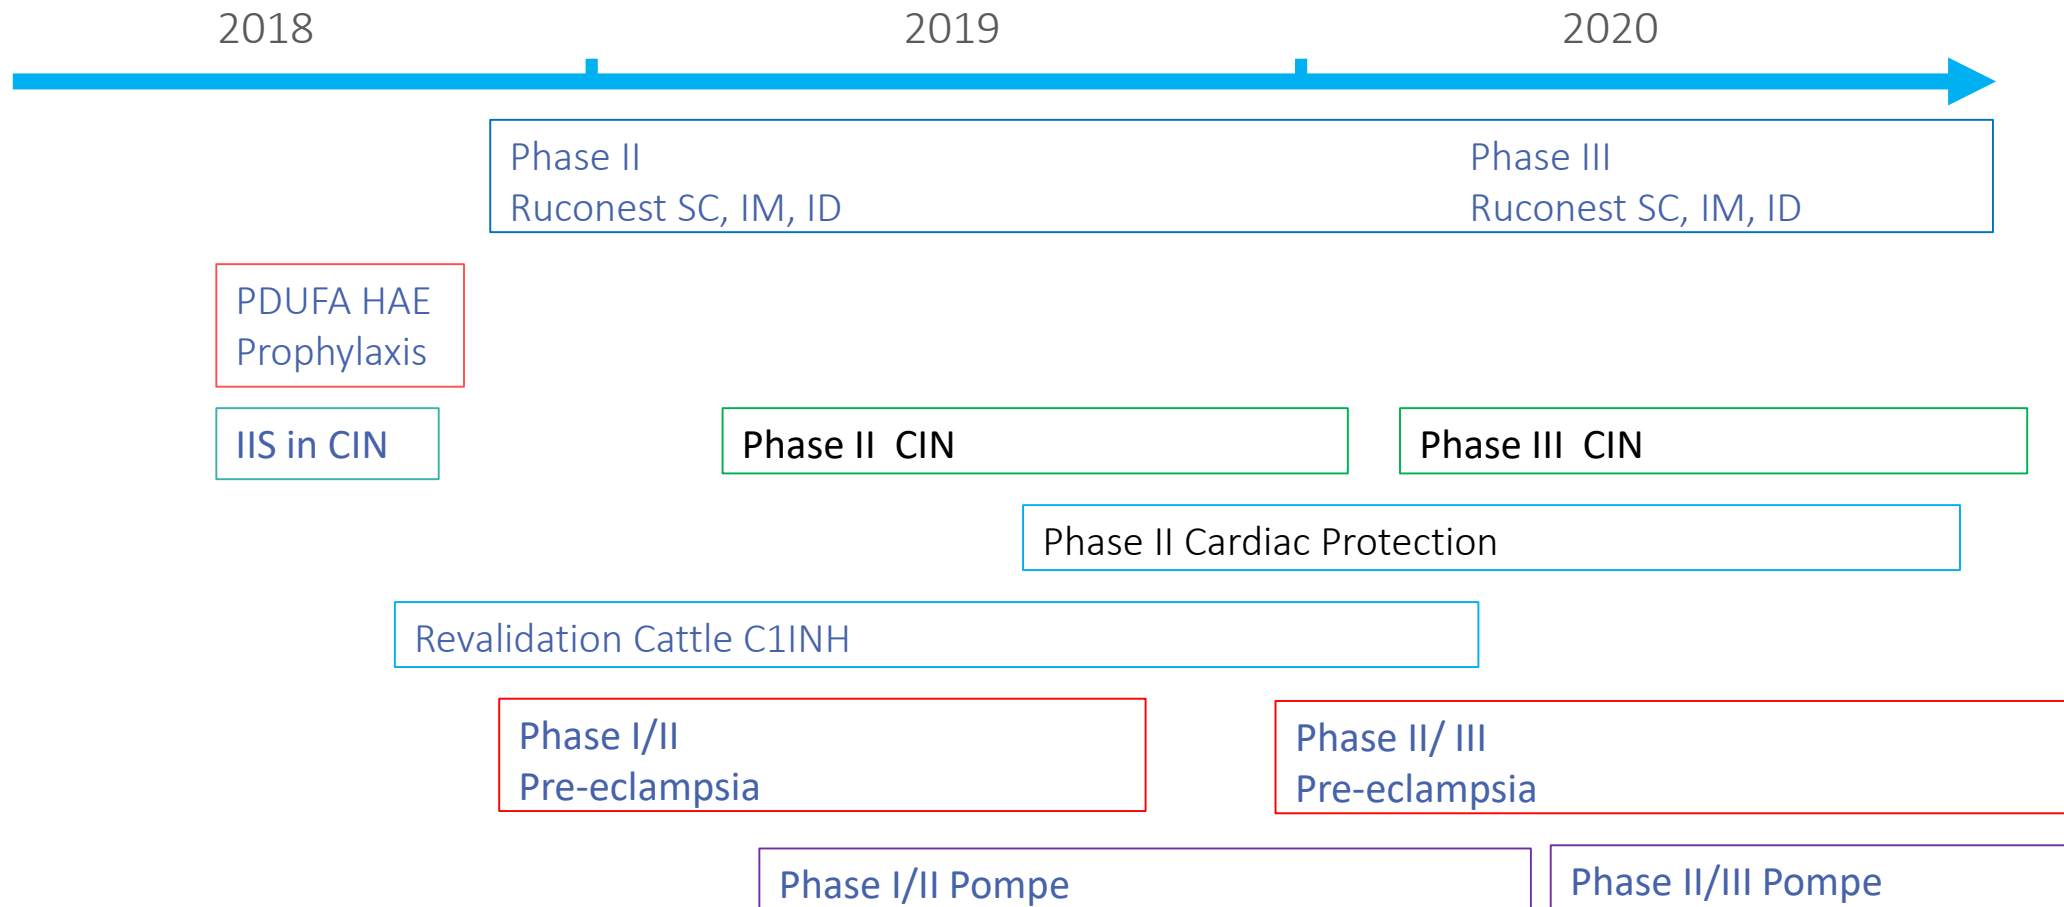 2018 2019 2020
Phase II Phase III
Ruconest SC, IM, ID Ruconest SC, IM, ID
PDUFA HAE
Prophylaxis
IIS in CIN Phase II CIN Phase III CIN
Phase II Cardiac Protection
Revalidation Cattle C1INH
Phase I/II Phase II/ III
Pre-eclampsia Pre-eclampsia
Phase I/II Pompe Phase II/III Pompe